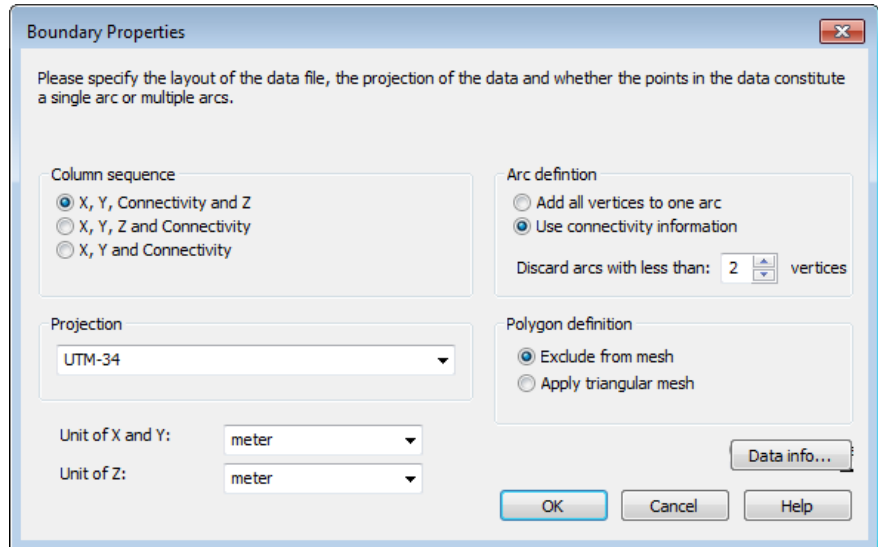 Boundary Properties
Please specify the layout of the data file, the projection of the data and whether the points in the data constitute
a single arc or multiple arcs.
Column sequence
X, Y, Connectivity and Z
X, Y, Z and Connectivity
X, Y and Connectivity
Arc defintion
Add all vertices to one arc
Use connectivity information
Discard arcs with less than: 2 vertices
Projection
UTM-34
Polygon definition
Exclude from mesh
Apply triangular mesh
Unit of X and Y: meter
Unit of Z: meter
Data info...
OK Cancel Help